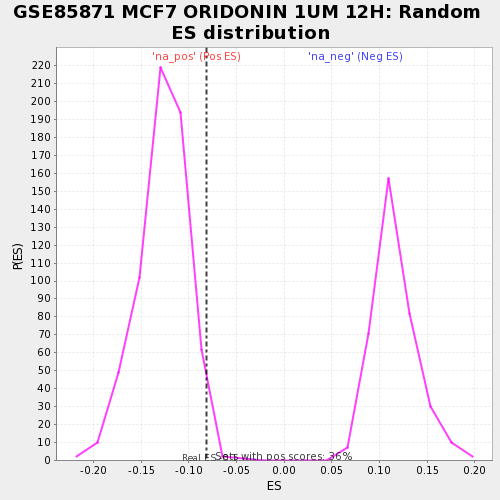 GSE85871 MCF7 ORIDONIN 1UM 12H: Random
ES distribution
'na_pos' (Pos ES)
'na_neg' (Neg ES)
220
210
200
190
180
170
160
150
140
130
120
110
100
90
80
70
60
50
40
30
20
10
0
P(ES)
Real ES
Sets with pos scores: 36%
-0.20 -0.15 -0.10 -0.05 0.00 0.05 0.10 0.15 0.20
ES